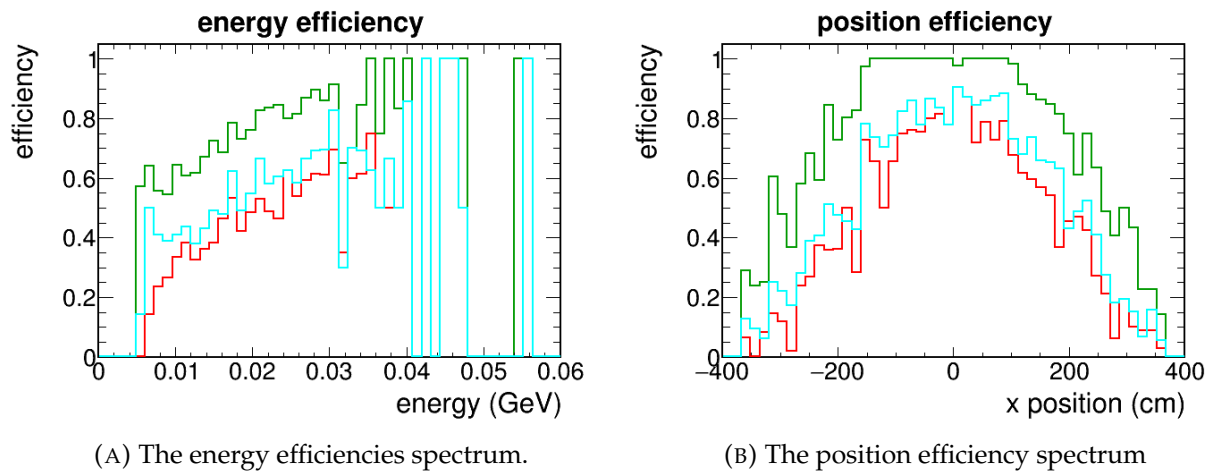 energy efficiency
efficiency
1
0.8
0.6
0.4
0.2
0
0 0.01 0.02 0.03 0.04 0.05 0.06
energy (GeV)
(A) The energy efficiencies spectrum.
position efficiency
efficiency
1
0.8
0.6
0.4
0.2
0
−400 −200 0 200 400
x position (cm)
(B) The position efficiency spectrum